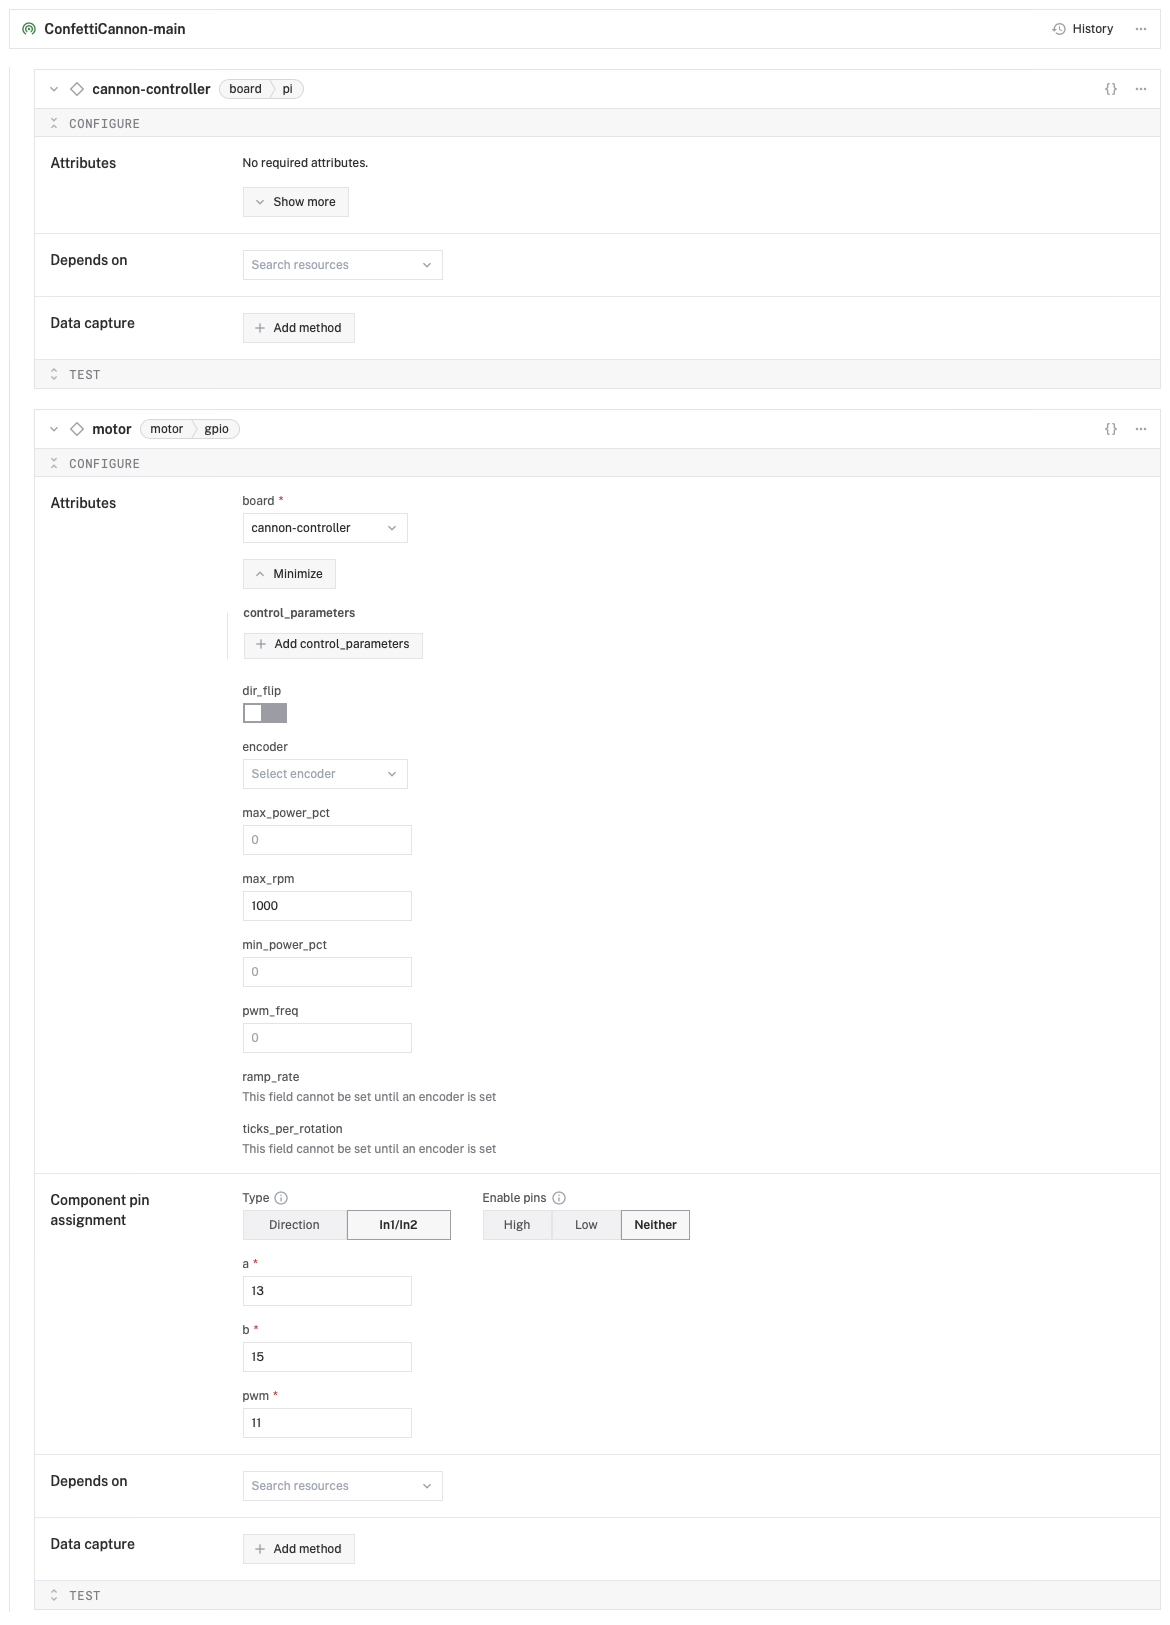 ConfettiCannon-main
History
cannon-controller board pi
{}
CONFIGURE
Attributes
No required attributes.
Show more
Depends on
Search resources
Data capture
Add method
TEST
motor motor gpio
{}
CONFIGURE
Attributes
board *
cannon-controller
Minimize
control_parameters
Add control_parameters
dir_flip
encoder
Select encoder
max_power_pct
0
max_rpm
1000
min_power_pct
0
pwm_freq
0
ramp_rate
This field cannot be set until an encoder is set
ticks_per_rotation
This field cannot be set until an encoder is set
Component pin
assignment
Type
Enable pins
Direction In1/In2
High Low Neither
a *
13
b *
15
pwm *
11
Depends on
Search resources
Data capture
Add method
TEST